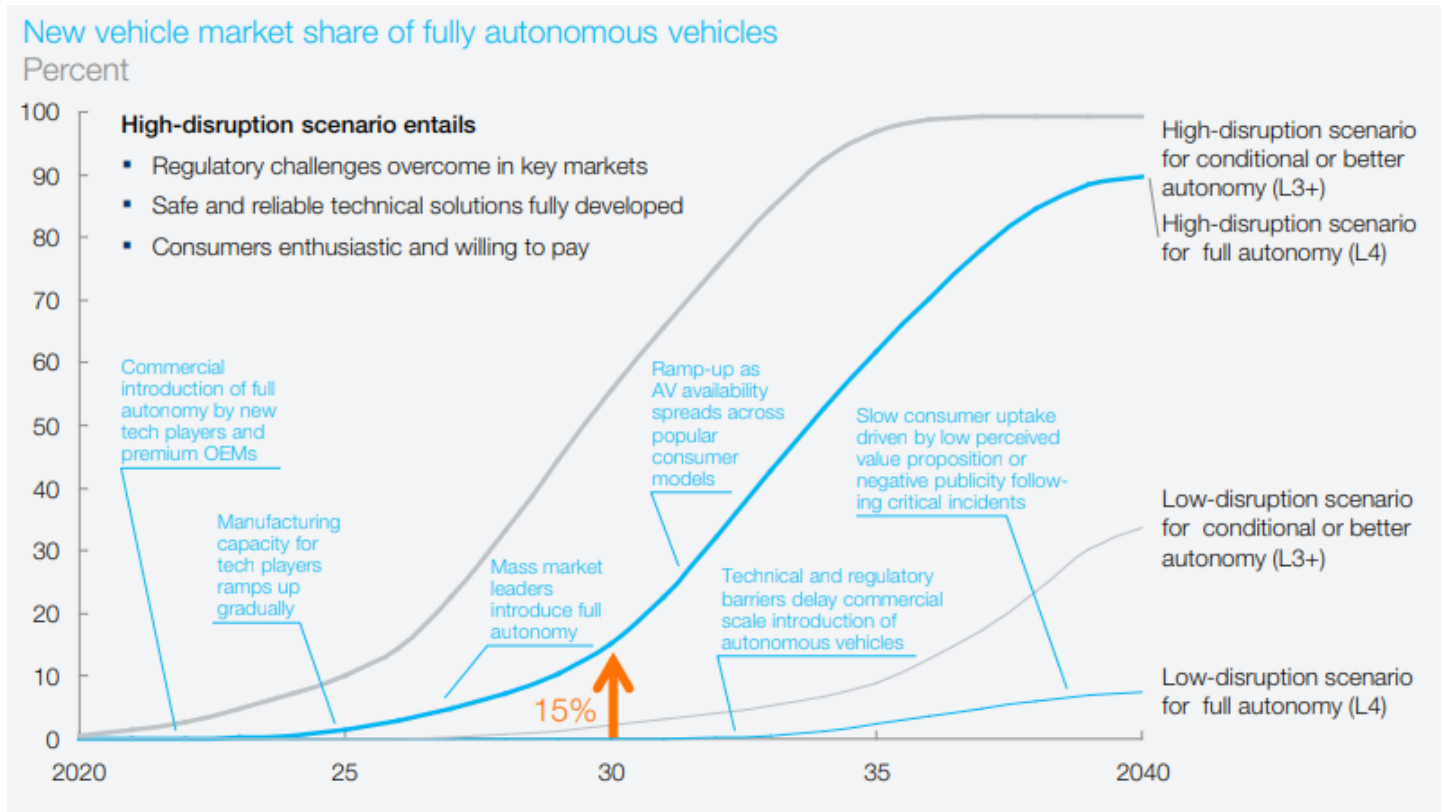 New vehicle market share of fully autonomous vehicles
Percent
100
90
80
70
60
50
40
30
20
10
0
High-disruption scenario entails
▪ Regulatory challenges overcome in key markets
▪ Safe and reliable technical solutions fully developed
▪ Consumers enthusiastic and willing to pay
Commercial
introduction of full
autonomy by new
tech players and
premium OEMs
Manufacturing
capacity for
tech players
ramps up
gradually
Mass market
leaders
introduce full
autonomy
15%
Ramp-up as
AV availability
spreads across
popular
consumer
models
Technical and regulatory
barriers delay commercial
scale introduction of
autonomous vehicles
Slow consumer uptake
driven by low perceived
value proposition or
negative publicity follow-
ing critical incidents
High-disruption scenario
for conditional or better
autonomy (L3+)
High-disruption scenario
for full autonomy (L4)
Low-disruption scenario
for conditional or better
autonomy (L3+)
Low-disruption scenario
for full autonomy (L4)
2020
25
30
35
2040